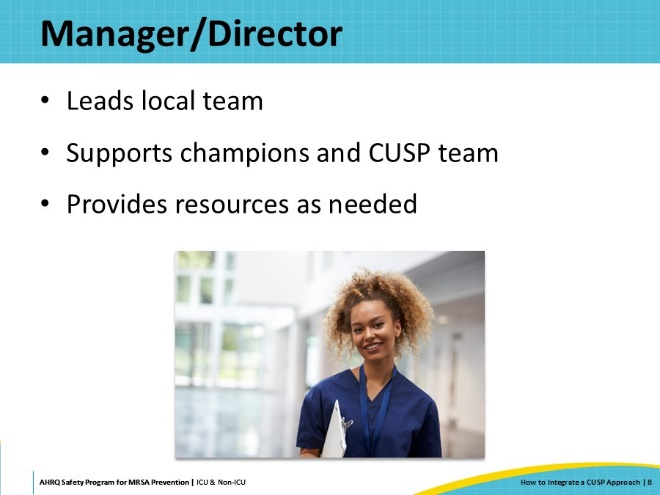 Manager/Director
• Leads local team
• Supports champions and CUSP team
• Provides resources as needed
AHRQ Safety Program for MRSA Prevention | ICU & Non-ICU
How to Integrate a CUSP Approach | 8